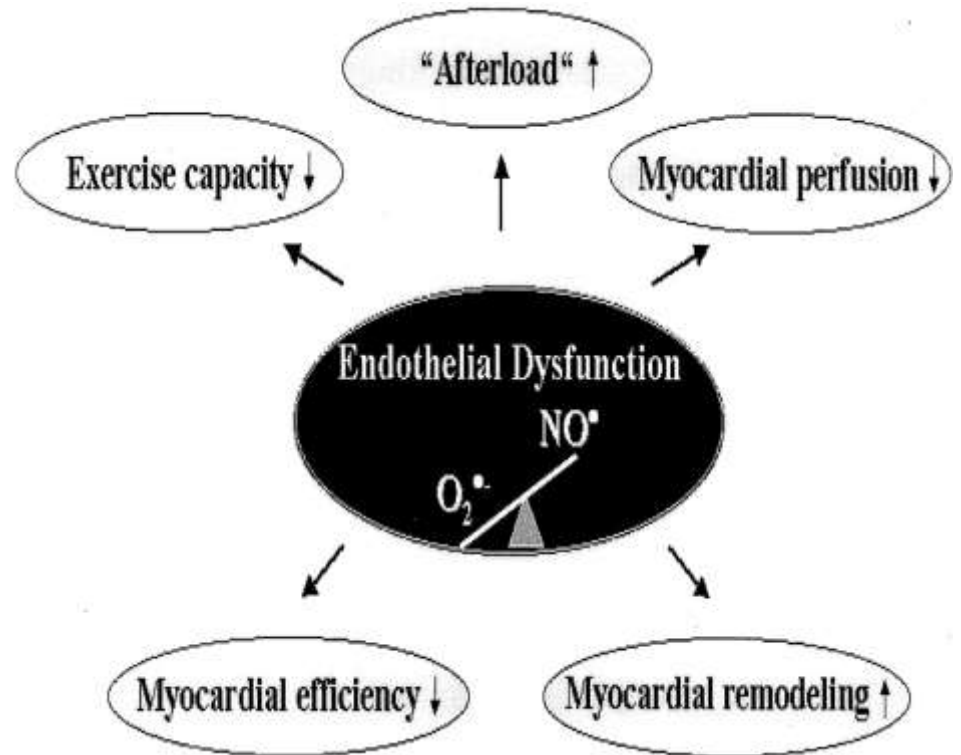 “Afterload“ ↑
Exercise capacity ↓
Myocardial perfusion ↓
Endothelial Dysfunction
NO•
O₂•-
Myocardial efficiency ↓
Myocardial remodeling ↑